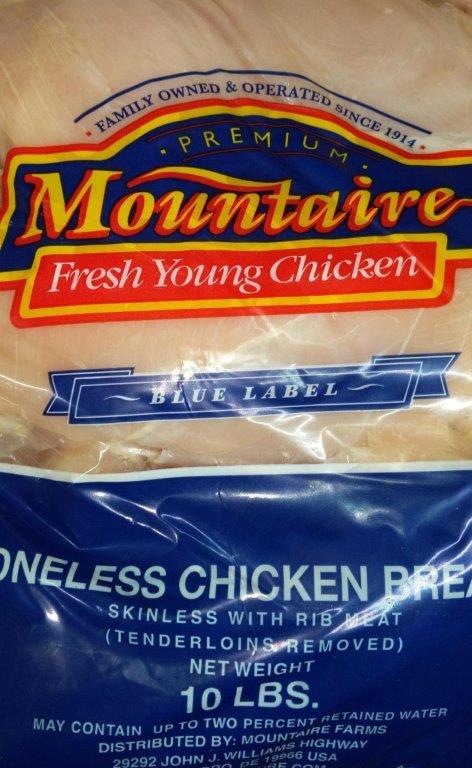 • FAMILY OWNED & OPERATED SINCE 1914 •
• PREMIUM •
Mountaire
Fresh Young Chicken
BLUE LABEL
ONELESS CHICKEN BREA
SKINLESS WITH RIB MEAT
(TENDERLOINS REMOVED)
NET WEIGHT
10 LBS.
MAY CONTAIN UP TO TWO PERCENT RETAINED WATER
DISTRIBUTED BY: MOUNTAIRE FARMS
29292 JOHN J. WILLIAMS HIGHWAY
DE 19966 USA